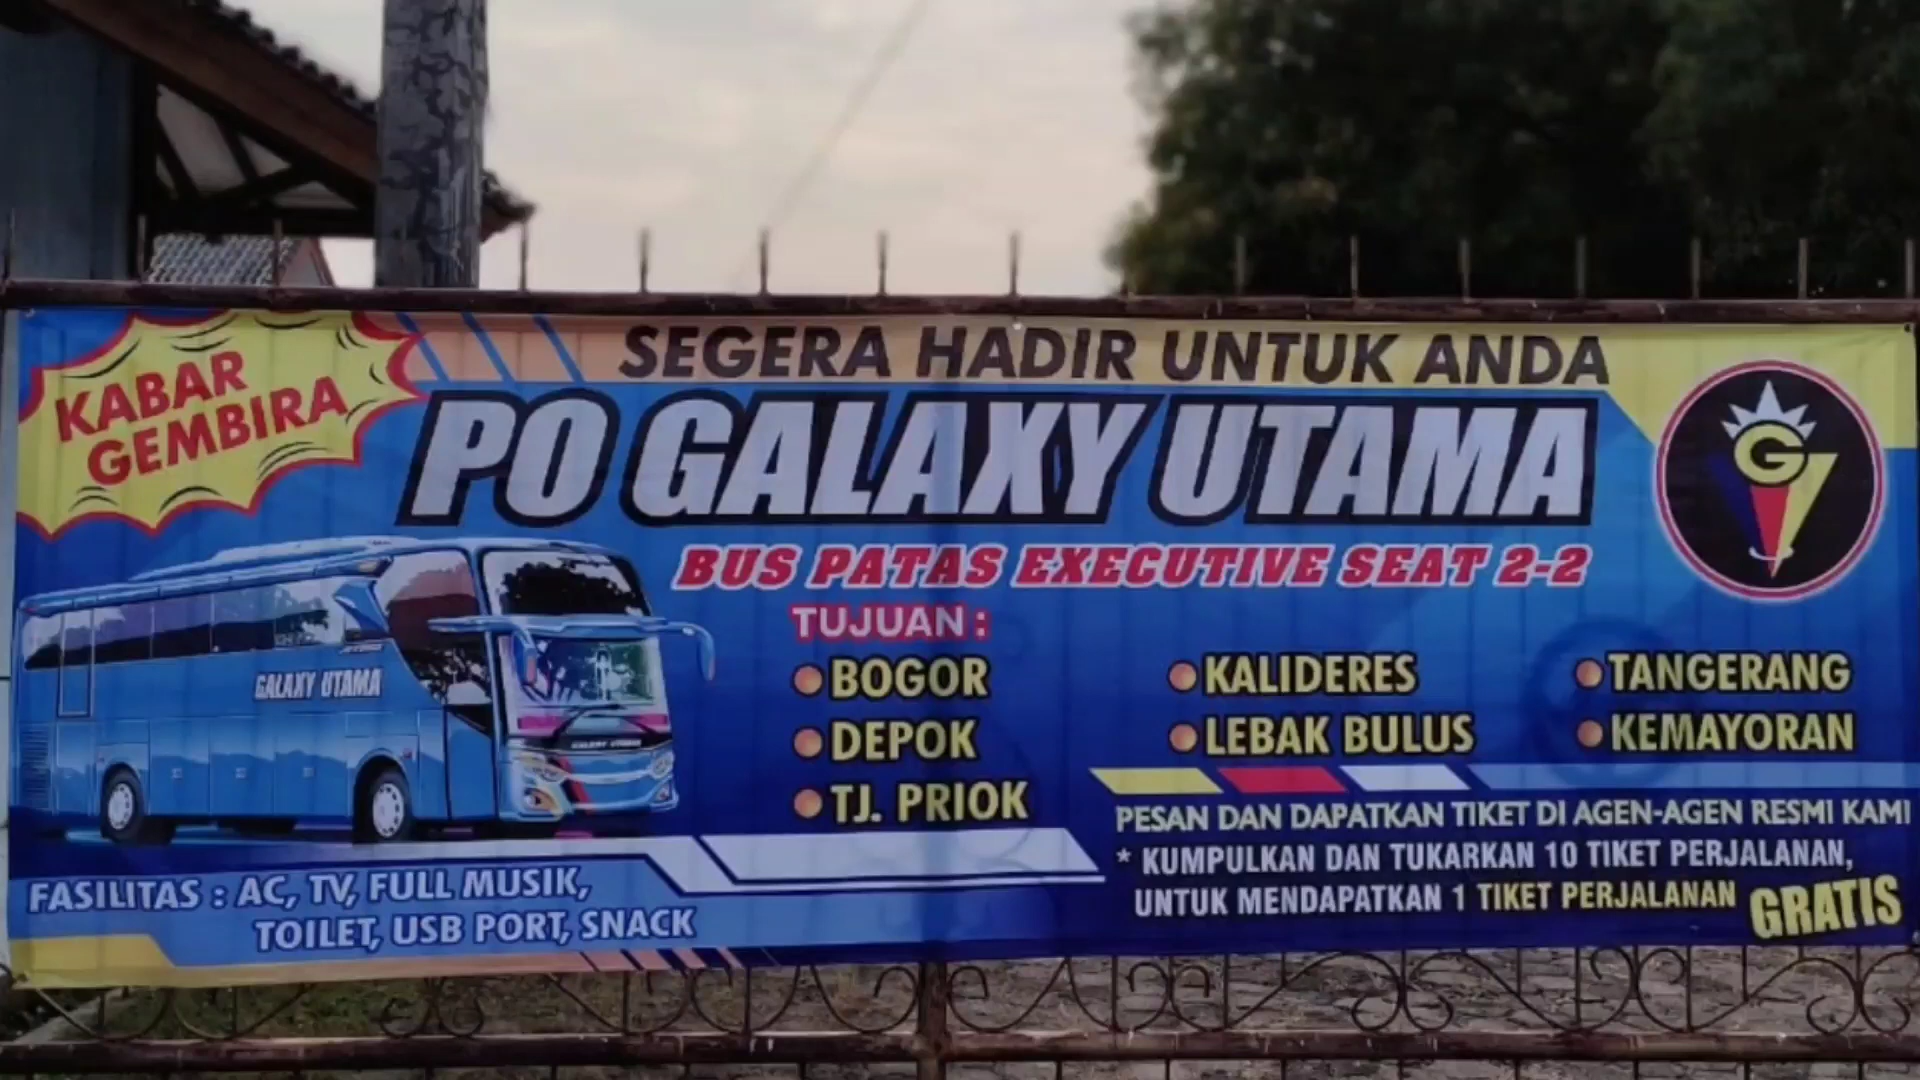 KABAR
GEMBIRA
SEGERA HADIR UNTUK ANDA
PO GALAXY UTAMA
G
BUS PATAS EXECUTIVE SEAT 2-2
TUJUAN :
BOGOR
KALIDERES
TANGERANG
DEPOK
LEBAK BULUS
KEMAYORAN
TJ. PRIOK
GALAXY UTAMA
GALAXY UTAMA
PESAN DAN DAPATKAN TIKET DI AGEN-AGEN RESMI KAMI
* KUMPULKAN DAN TUKARKAN 10 TIKET PERJALANAN,
UNTUK MENDAPATKAN 1 TIKET PERJALANAN GRATIS
FASILITAS : AC, TV, FULL MUSIK,
TOILET, USB PORT, SNACK